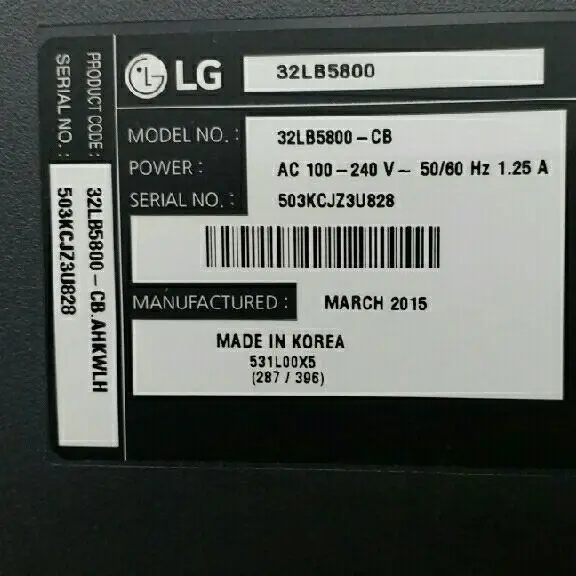 LG
32LB5800
MODEL NO. : 32LB5800-CB
POWER : AC 100-240 V~ 50/60 Hz 1.25 A
SERIAL NO. : 503KCJZ3U828
MANUFACTURED : MARCH 2015
MADE IN KOREA
531L00X5
(287 / 396)
PRODUCT CODE : 32LB5800-CB.AHKWLH
SERIAL NO. : 503KCJZ3U828